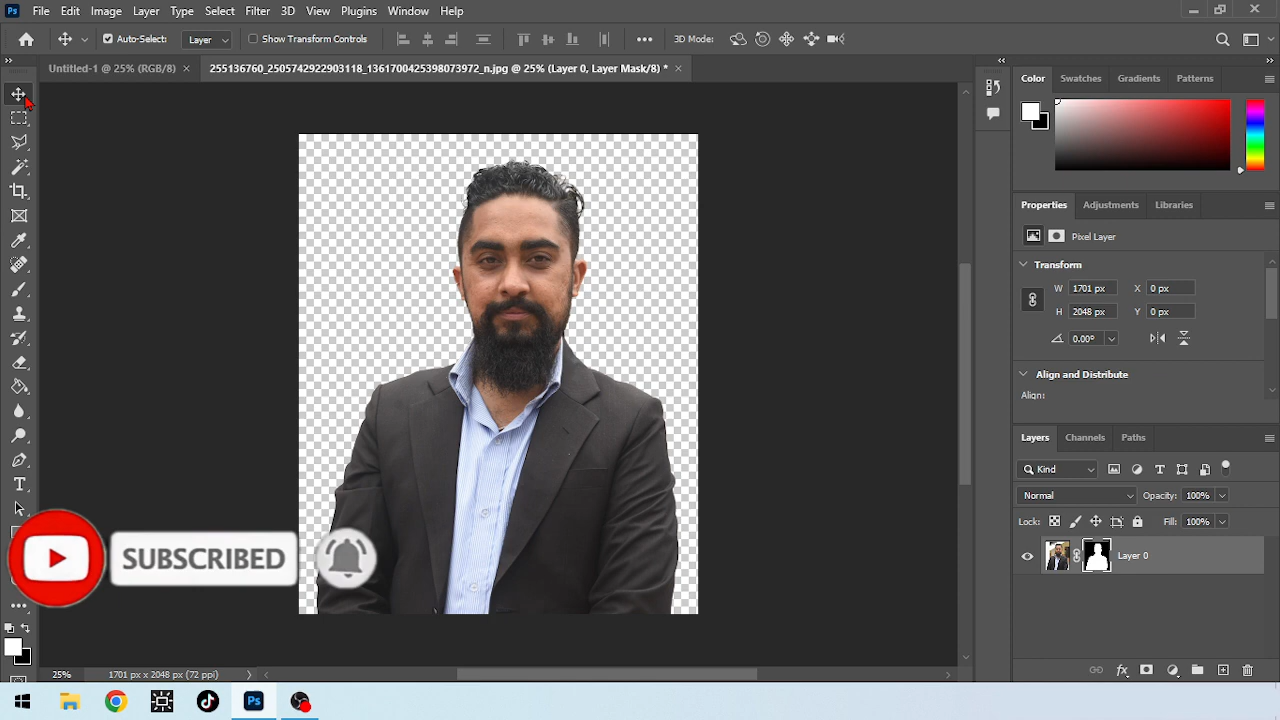 Ps File Edit Image Layer Type Select Filter 3D View Plugins Window Help
Auto-Select: Layer Show Transform Controls 3D Mode:
Untitled-1 @ 25% (RGB/8) × 255136760_2505742922903118_1361700425398073972_n.jpg @ 25% (Layer 0, Layer Mask/8) * ×
Color Swatches Gradients Patterns
Properties Adjustments Libraries
Pixel Layer
Transform
W 1701 px X 0 px
H 2048 px Y 0 px
0.00°
Align and Distribute
Align:
Layers Channels Paths
Kind
Normal Opacity: 100%
Lock: Fill: 100%
Layer 0
SUBSCRIBED
25% 1701 px x 2048 px (72 ppi)
Ps